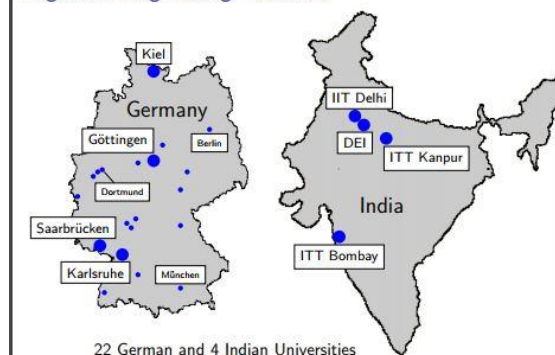 Kiel
Germany
Göttingen
Berlin
Dortmund
Saarbrücken
Karlsruhe
München
IIT Delhi
DEI
ITT Kanpur
India
ITT Bombay
22 German and 4 Indian Universities